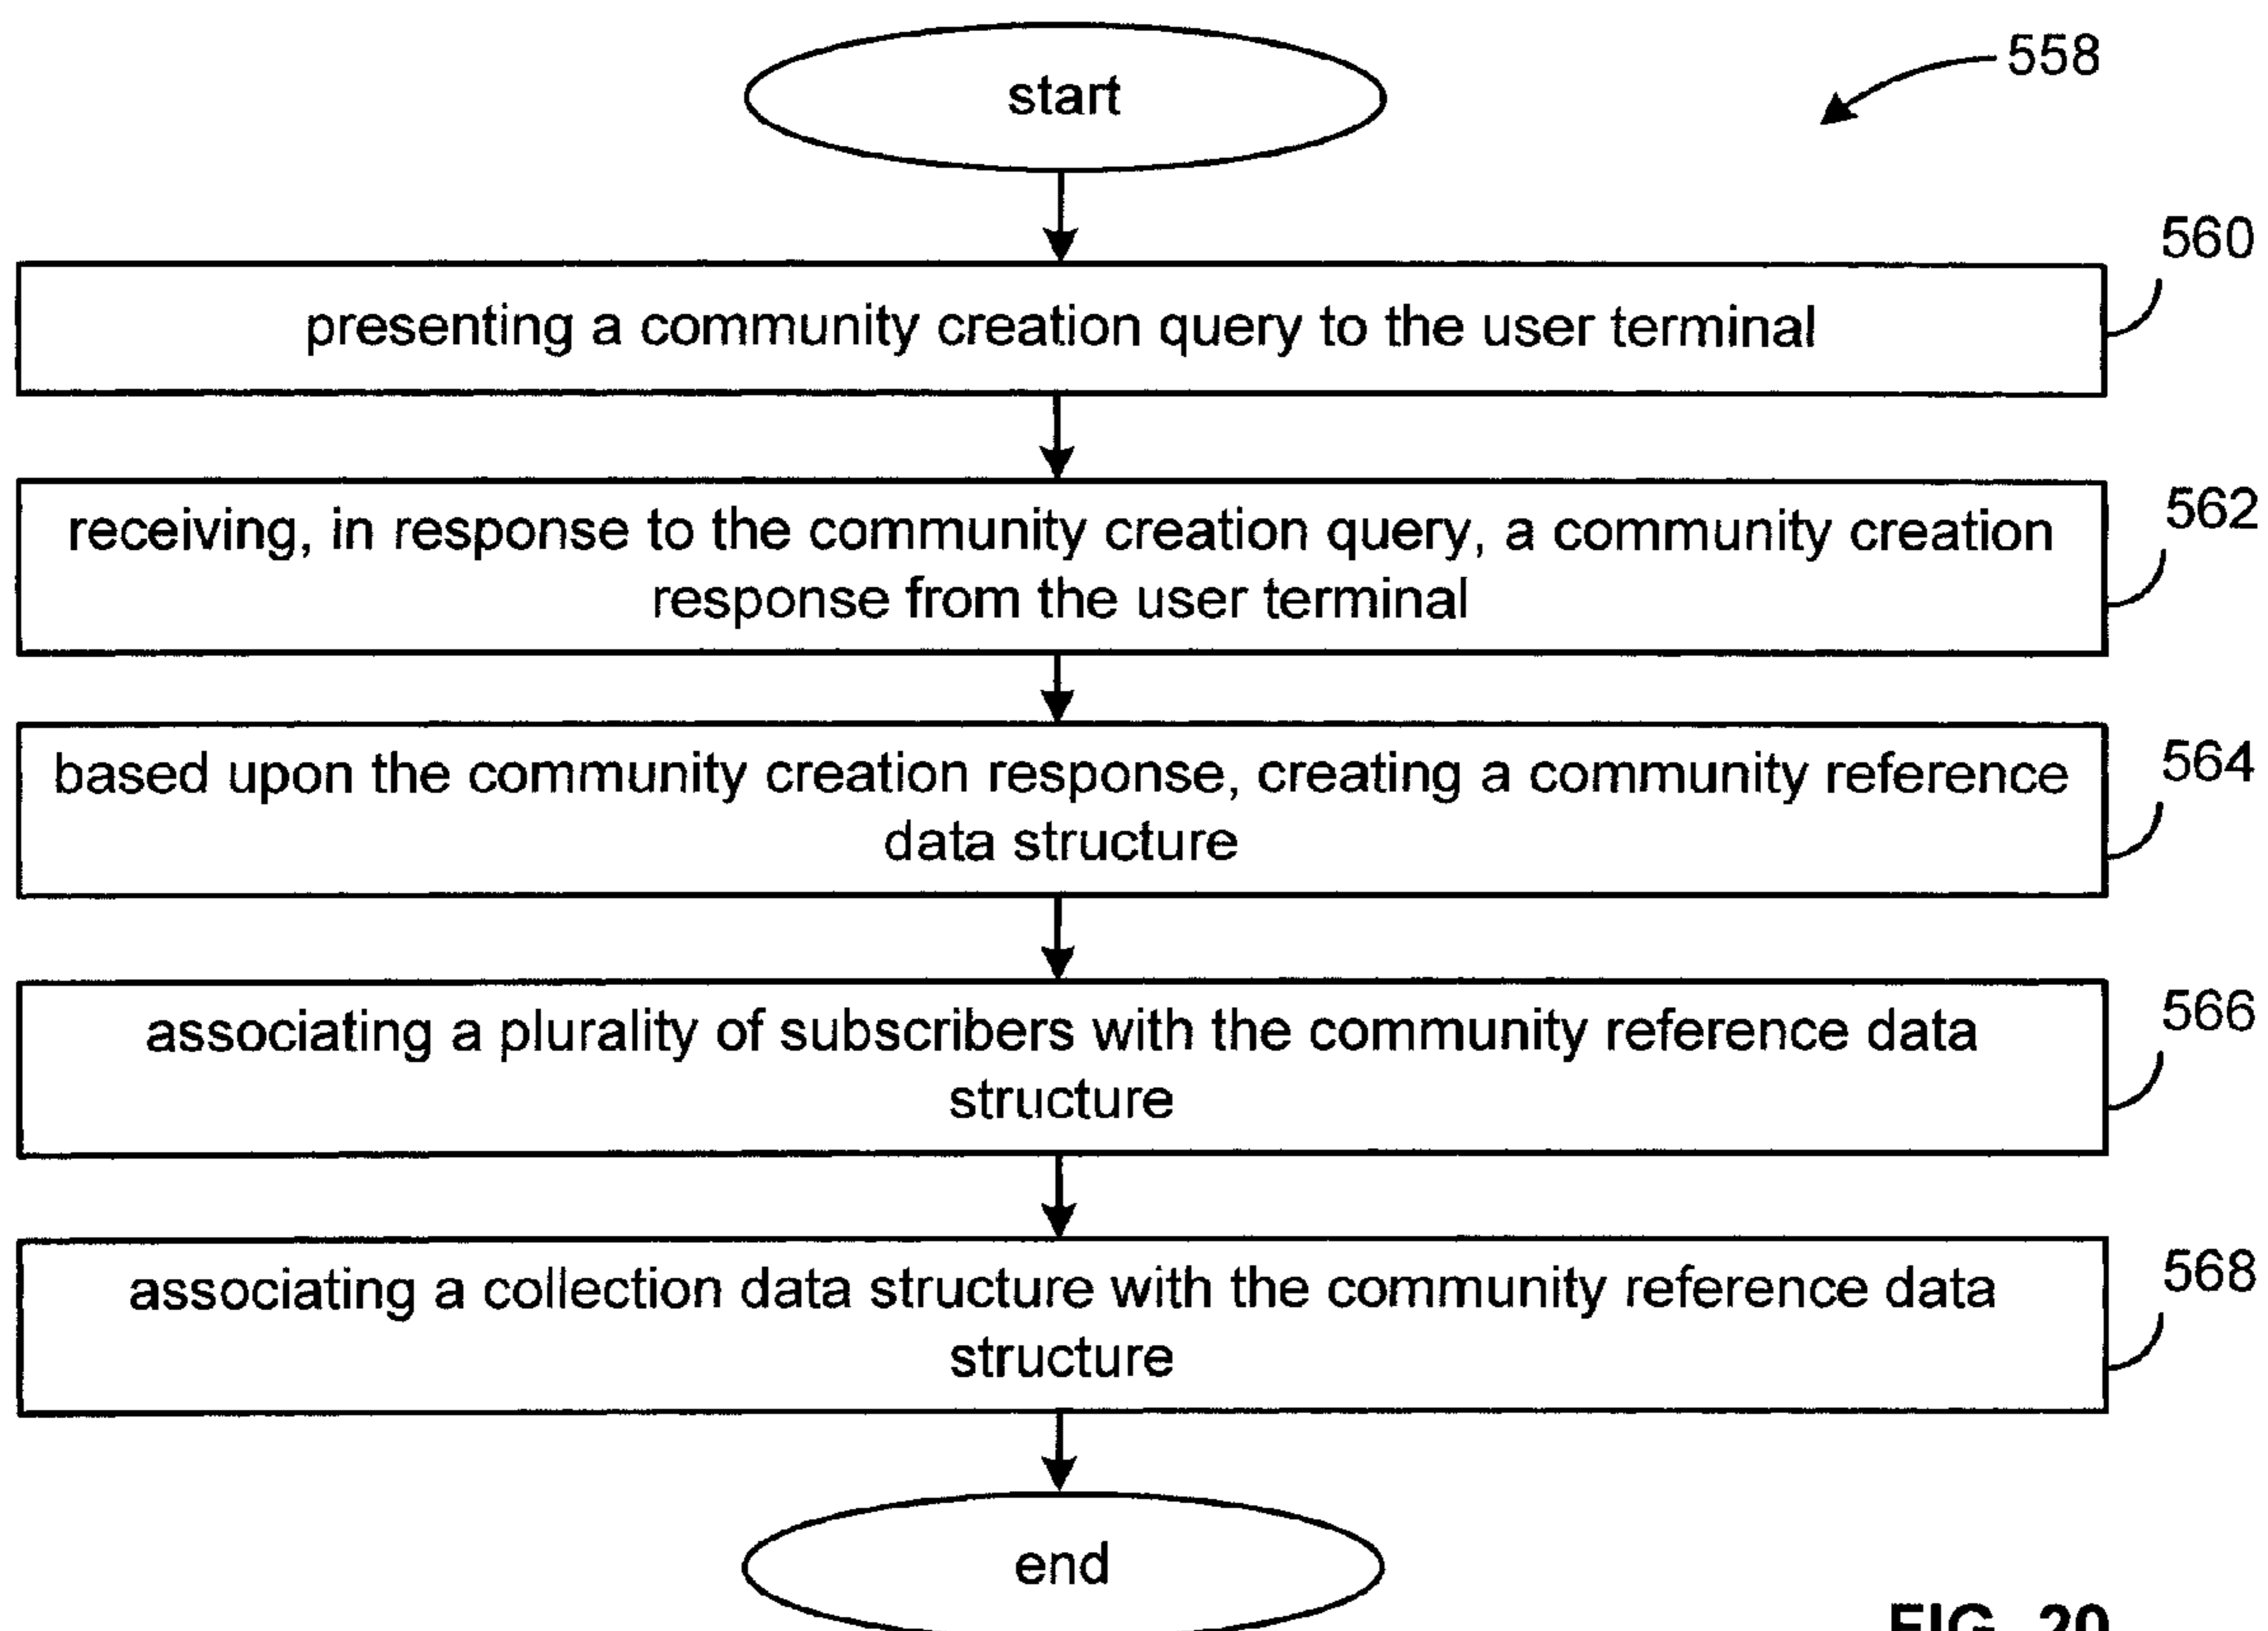 start
558
560
presenting a community creation query to the user terminal
562
receiving, in response to the community creation query, a community creation
response from the user terminal
564
based upon the community creation response, creating a community reference
data structure
566
associating a plurality of subscribers with the community reference data
structure
568
associating a collection data structure with the community reference data
structure
end
FIG. 20